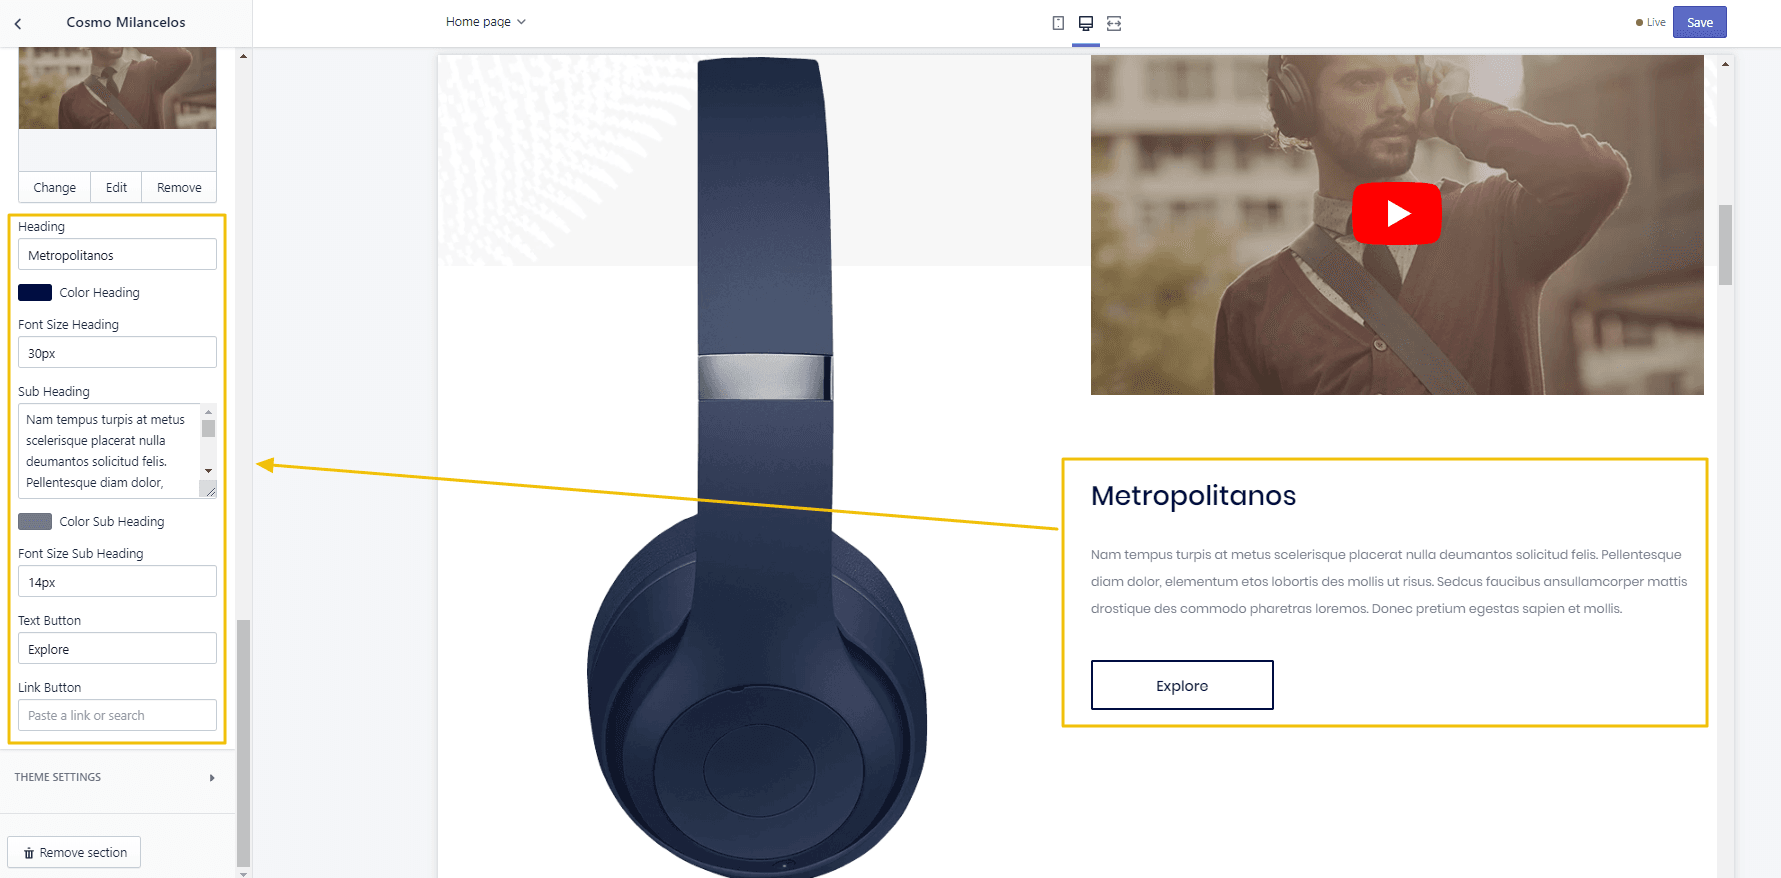 Cosmo Milancelos
Home page
Live
Save
Change
Edit
Remove
Heading
Metropolitanos
Color Heading
Font Size Heading
30px
Sub Heading
Nam tempus turpis at metus
scelerisque placerat nulla
deumantos solicitud felis.
Pellentesque diam dolor,
Color Sub Heading
Font Size Sub Heading
14px
Text Button
Explore
Link Button
Paste a link or search
THEME SETTINGS
Remove section
Metropolitanos
Nam tempus turpis at metus scelerisque placerat nulla deumantos solicitud felis. Pellentesque
diam dolor, elementum etos lobortis des mollis ut risus. Sedcus faucibus ansullamcorper mattis
drostique des commodo pharetras loremos. Donec pretium egestas sapien et mollis.
Explore